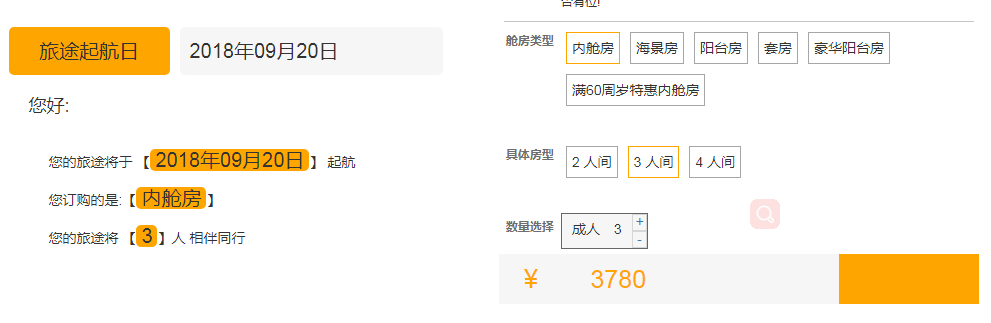 旅途起航日 2018年09月20日
您好:
您的旅途将于 【2018年09月20日】 起航
您订购的是:【内舱房】
您的旅途将 【3】人 相伴同行
舱房类型 内舱房 海景房 阳台房 套房 豪华阳台房
满60周岁特惠内舱房
具体房型 2 人间 3 人间 4 人间
数量选择 成人 3 + -
¥ 3780